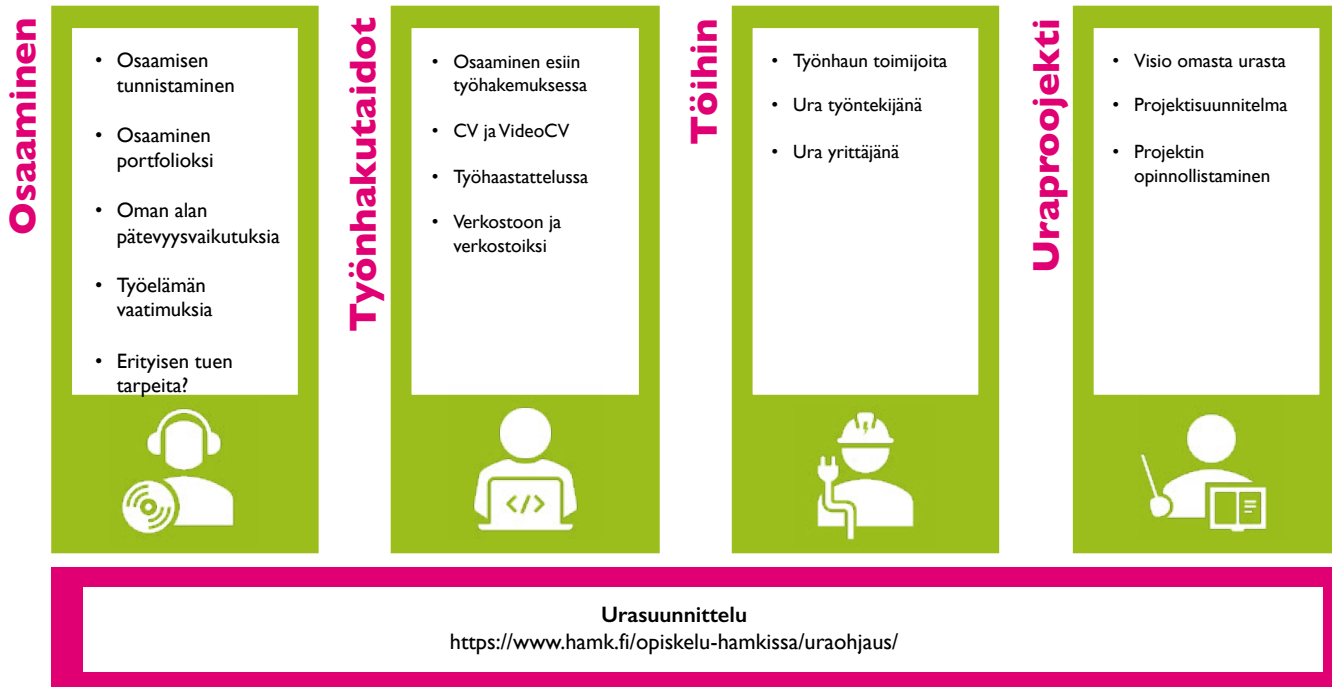 Osaaminen
• Osaamisen
tunnistaminen
• Osaaminen
portfolioksi
• Oman alan
pätevyysvaikutuksia
• Työelämän
vaatimuksia
• Erityisen tuen
tarpeita?
Työnhakutaidot
• Osaaminen esiin
työhakemuksessa
• CV ja VideoCV
• Työhaastattelussa
• Verkostoon ja
verkostoiksi
</>
Töihin
• Työnhaun toimijoita
• Ura työntekijänä
• Ura yrittäjänä
Uraproojekti
• Visio omasta urasta
• Projektisuunnitelma
• Projektin
opinnollistaminen
Urasuunnittelu
https://www.hamk.fi/opiskelu-hamkissa/uraohjaus/